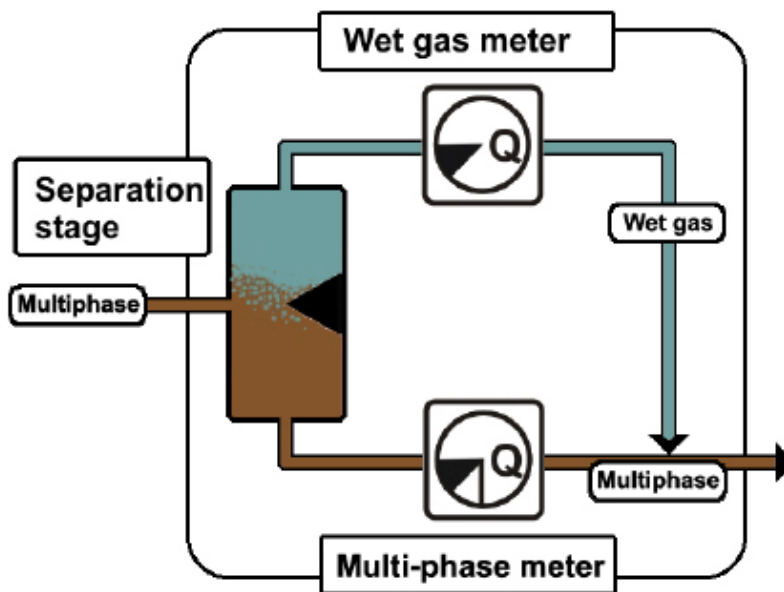 Wet gas meter
Q
Separation
stage
Wet gas
Multiphase
Q
Multiphase
Multi-phase meter